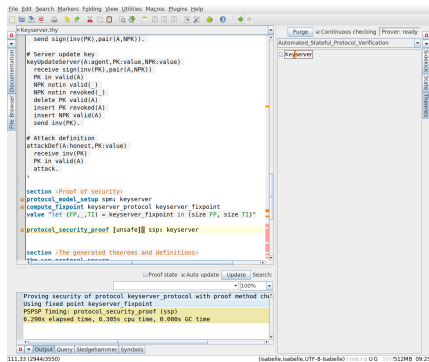 File Edit Search Markers Folding View Utilities Macros Plugins Help
Keyserver.thy
send sign(inv(PK),pair(A,NPK)).
# Server update key
keyUpdateServer(A:agent,PK:value,NPK:value)
receive sign(inv(PK),pair(A,NPK))
PK in valid(A)
NPK notin valid(_)
NPK notin revoked(_)
delete PK valid(A)
insert PK revoked(A)
insert NPK valid(A)
send inv(PK).
# Attack definition
attackDef(A:honest,PK:value)
receive inv(PK)
PK in valid(A)
attack.
›
section ‹Proof of security›
protocol_model_setup spm: keyserver
compute_fixpoint keyserver_protocol keyserver_fixpoint
value "let (FP,_,TI) = keyserver_fixpoint in (size FP, size TI)"
protocol_security_proof [unsafe] ssp: keyserver
section ‹The generated theorems and definitions›
Purge Continuous checking Prover: ready
Automated_Stateful_Protocol_Verification
Keyserver
File Browser Documentation
Sidekick State Theories
Proof state Auto update Update Search:
100%
Proving security of protocol keyserver_protocol with proof method
Using fixed point keyserver_fixpoint
PSPSP Timing: protocol_security_proof (ssp)
6.290s elapsed time, 6.305s cpu time, 0.000s GC time
Output Query Sledgehammer Symbols
111,33 (2944/3550) (isabelle,isabelle,UTF-8-Isabelle) 512MB